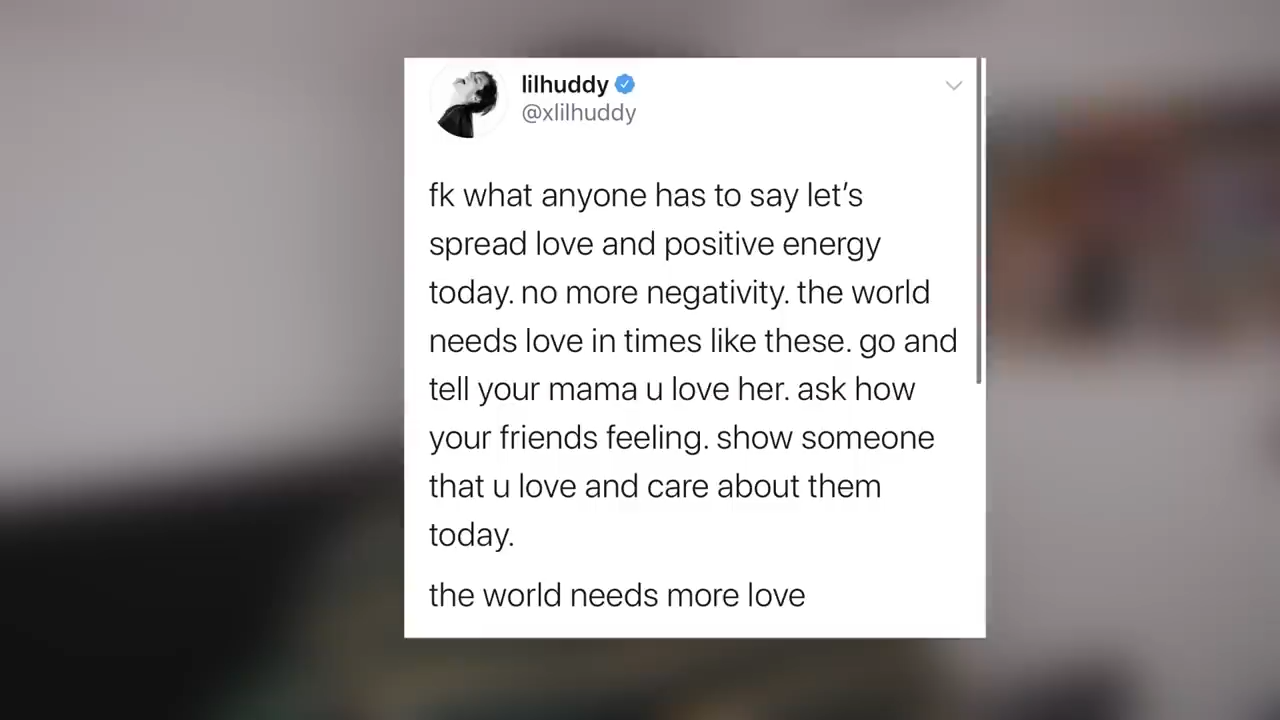 lilhuddy
@xlilhuddy
fk what anyone has to say let’s
spread love and positive energy
today. no more negativity. the world
needs love in times like these. go and
tell your mama u love her. ask how
your friends feeling. show someone
that u love and care about them
today.
the world needs more love